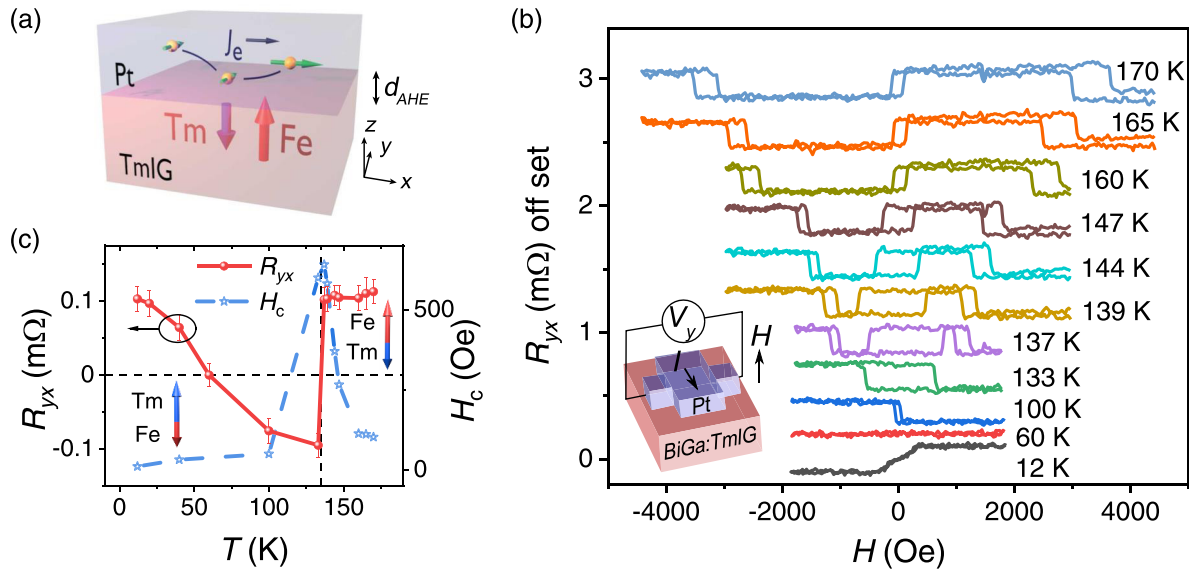 (a)
J_e
Pt
d_AHE
Tm
Fe
TmIG
z
y
x
(b)
R_yx (mΩ) off set
3
2
1
0
170 K
165 K
160 K
147 K
144 K
139 K
137 K
133 K
100 K
60 K
12 K
V_y
H
I
Pt
BiGa:TmIG
-4000
-2000
0
2000
4000
H (Oe)
(c)
R_yx
H_c
R_yx (mΩ)
0.1
0
-0.1
Fe
Tm
Tm
Fe
500
0
H_c (Oe)
0
50
100
150
T (K)